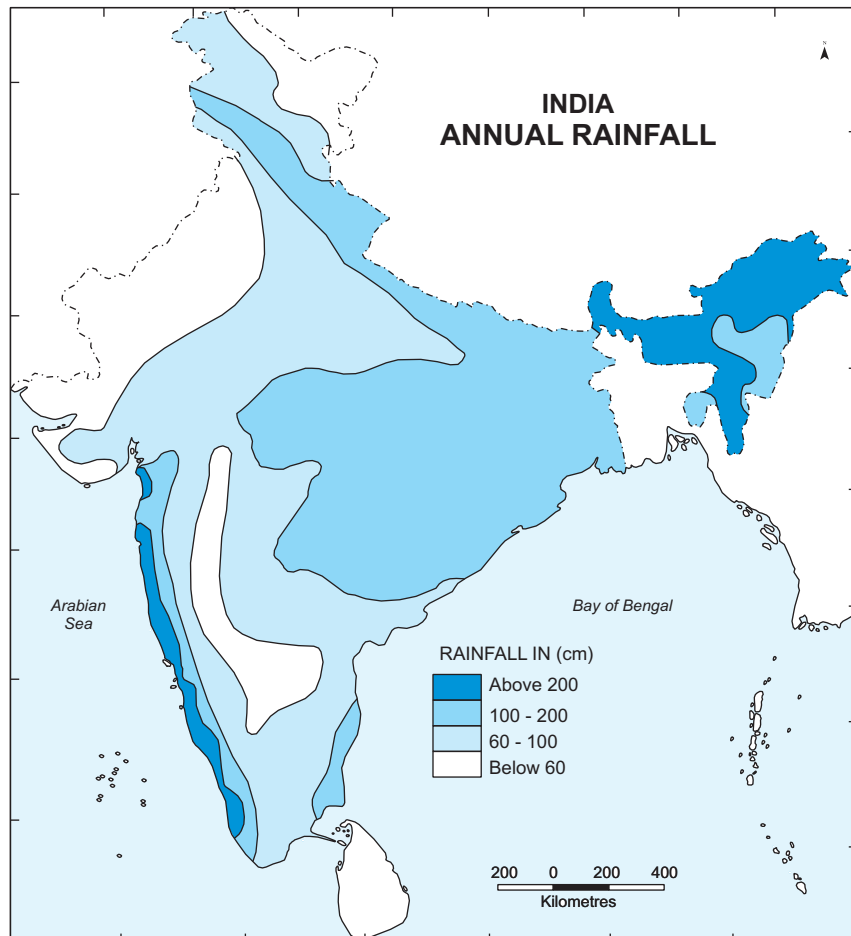 N
INDIA
ANNUAL RAINFALL
Arabian
Sea
Bay of Bengal
RAINFALL IN (cm)
Above 200
100 - 200
60 - 100
Below 60
200 0 200 400
Kilometres